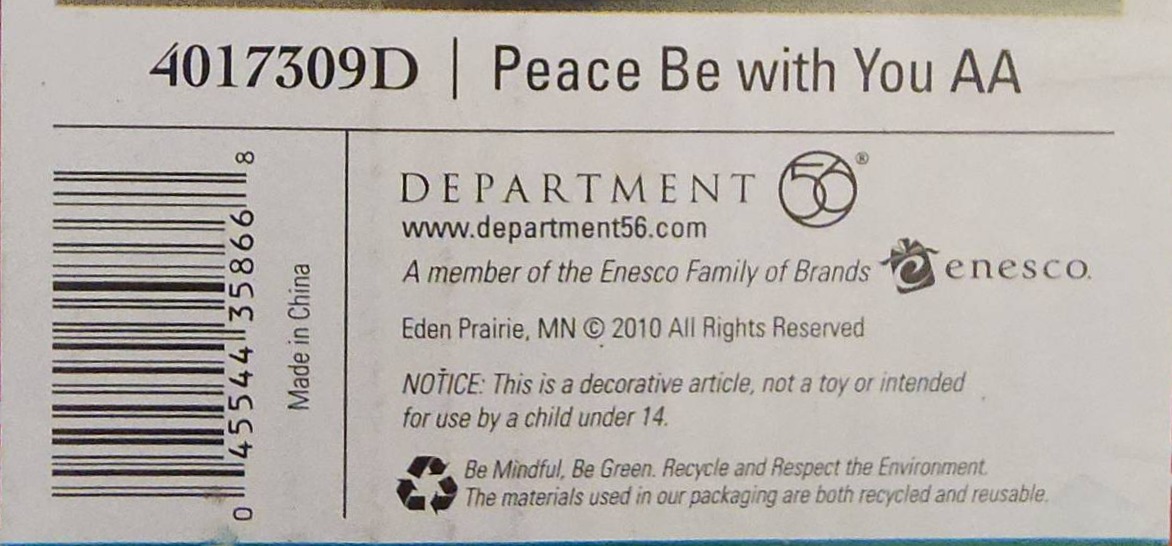 4017309D | Peace Be with You AA
0 45544 35866 8
Made in China
DEPARTMENT 56®
www.department56.com
A member of the Enesco Family of Brands enesco.
Eden Prairie, MN © 2010 All Rights Reserved
NOTICE: This is a decorative article, not a toy or intended
for use by a child under 14.
Be Mindful, Be Green. Recycle and Respect the Environment.
The materials used in our packaging are both recycled and reusable.